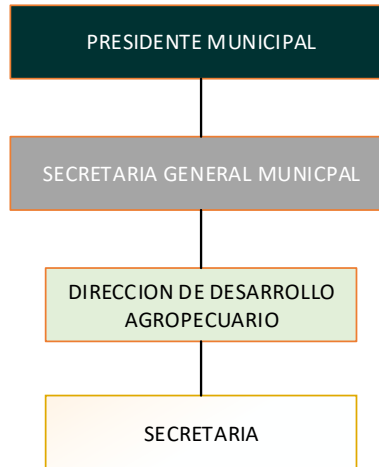 PRESIDENTE MUNICIPAL
SECRETARIA GENERAL MUNICPAL
DIRECCION DE DESARROLLO
AGROPECUARIO
SECRETARIA